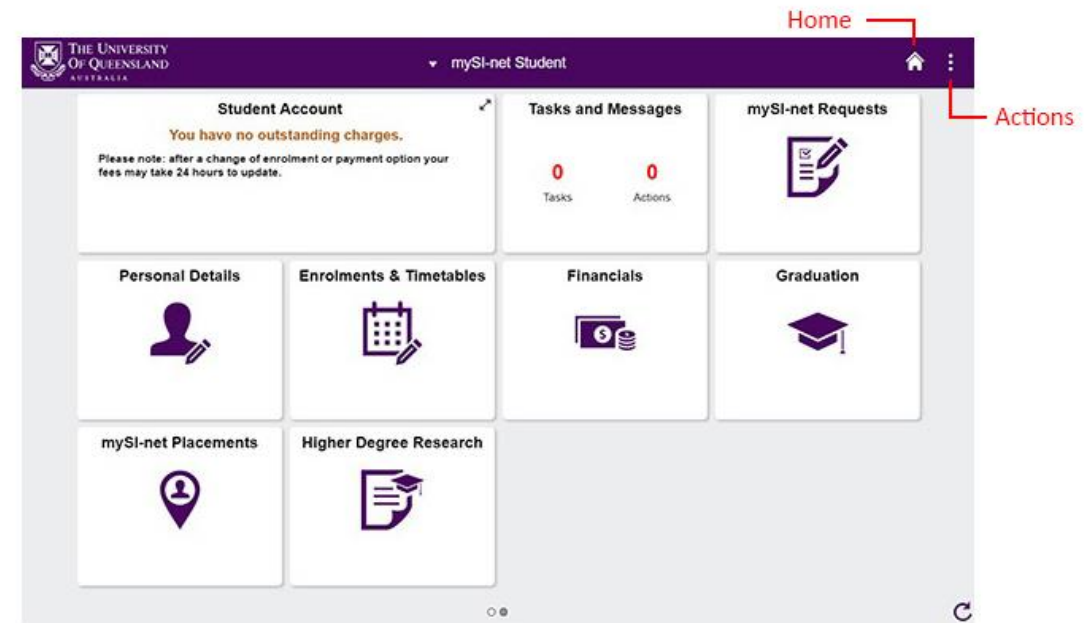 Home
THE UNIVERSITY
OF QUEENSLAND
AUSTRALIA
mySI-net Student
Actions
Student Account
You have no outstanding charges.
Please note: after a change of enrolment or payment option your
fees may take 24 hours to update.
Tasks and Messages
0 0
Tasks Actions
mySI-net Requests
Personal Details
Enrolments & Timetables
Financials
$
Graduation
mySI-net Placements
Higher Degree Research